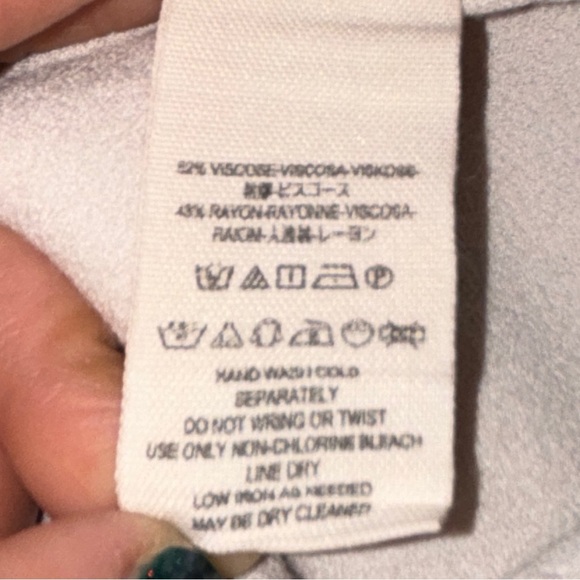 52% VISCOSE-VISCOSA-VISKOSE-
ビスコース
48% RAYON-RAYONNE-VISCOSA-
RAION-人造絲-レーヨン
P
HAND WASH COLD
SEPARATELY
DO NOT WRING OR TWIST
USE ONLY NON-CHLORINE BLEACH
LINE DRY
LOW IRON AS NEEDED
MAY BE DRY CLEANED